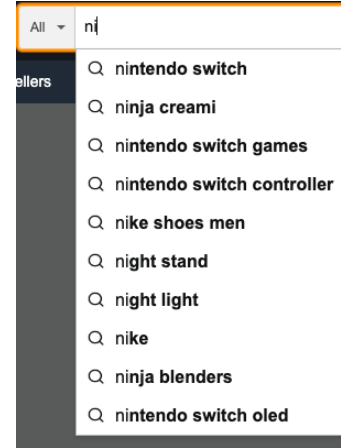 All ni
ellers
nintendo switch
ninja creami
nintendo switch games
nintendo switch controller
nike shoes men
night stand
night light
nike
ninja blenders
nintendo switch oled